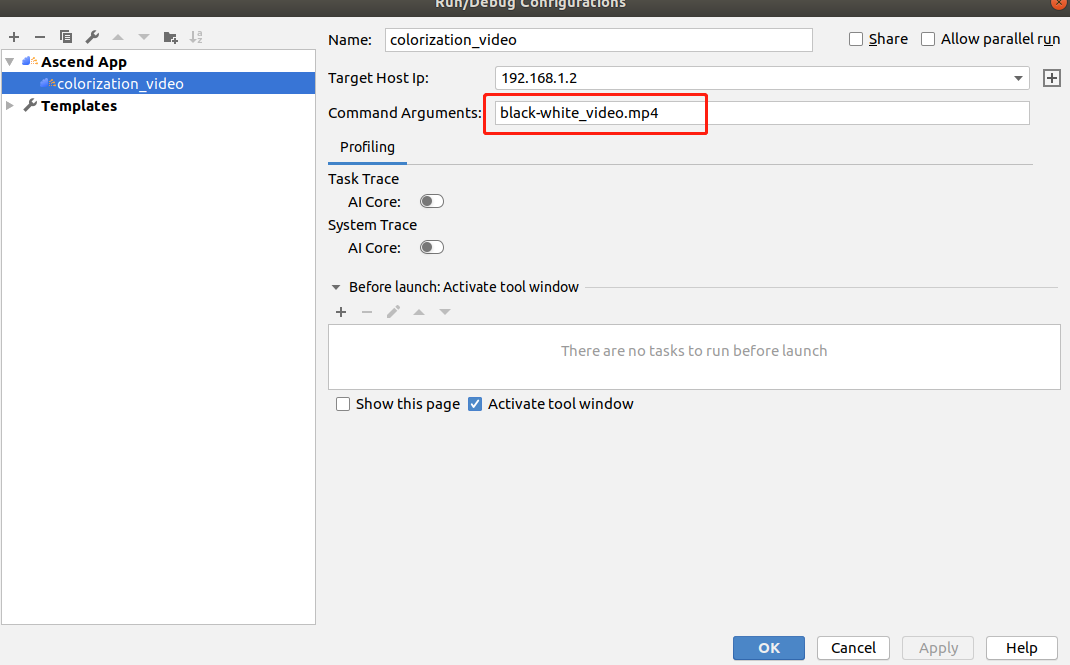 Run/Debug Configurations
Name: colorization_video Share Allow parallel run
Ascend App
colorization_video
Templates
Target Host Ip: 192.168.1.2
Command Arguments: black-white_video.mp4
Profiling
Task Trace
AI Core:
System Trace
AI Core:
Before launch: Activate tool window
There are no tasks to run before launch
Show this page Activate tool window
OK Cancel Apply Help